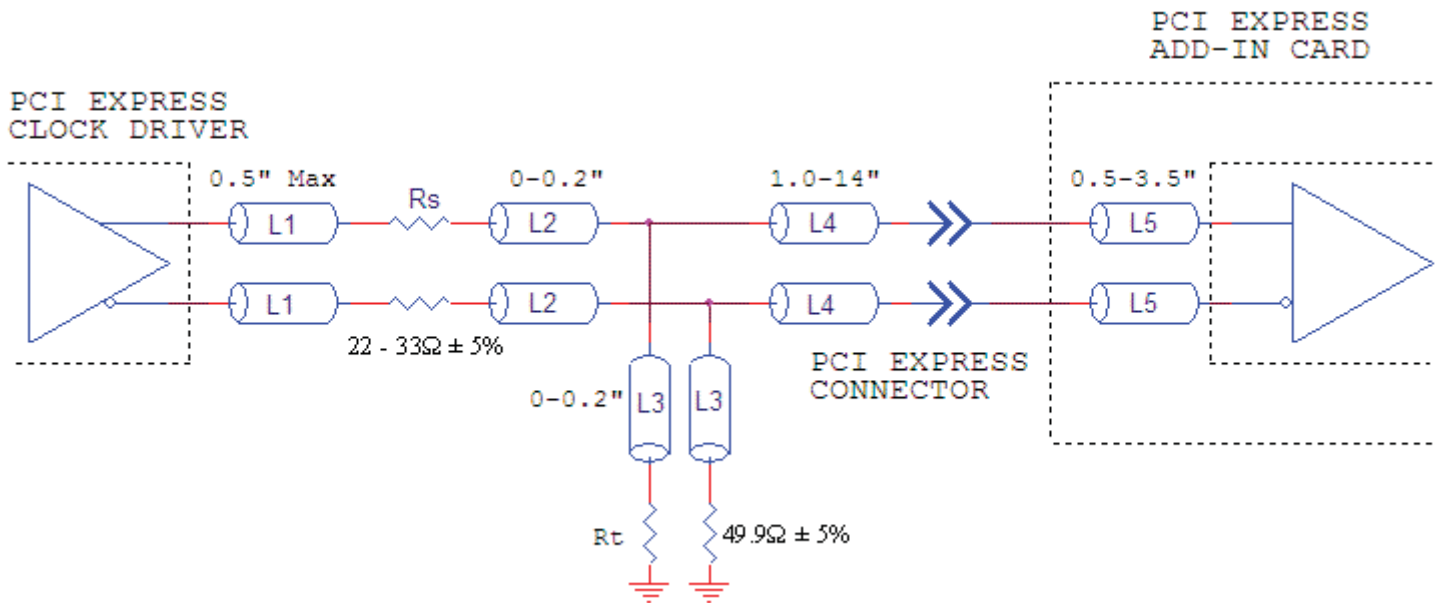 PCI EXPRESS
ADD-IN CARD
PCI EXPRESS
CLOCK DRIVER
0.5" Max
0-0.2"
1.0-14"
0.5-3.5"
L1
Rs
L2
L4
L5
L1
L2
L4
L5
22 - 33Ω ± 5%
PCI EXPRESS
CONNECTOR
0-0.2"
L3
L3
Rt
49.9Ω ± 5%